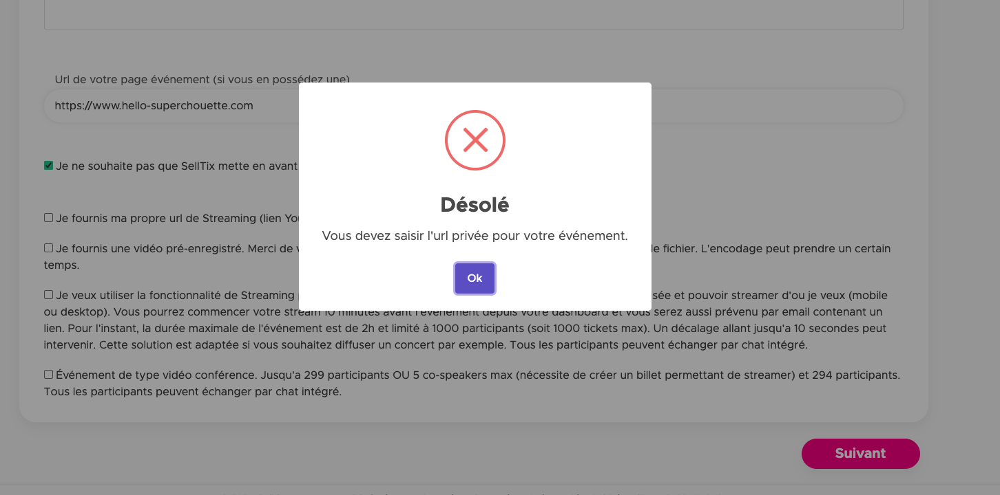 Url de votre page événement (si vous en possédez une)
https://www.hello-superchouette.com
Je ne souhaite pas que SellTix mette en avant
Je fournis ma propre url de Streaming (lien
Je fournis une vidéo pré-enregistré. Merci de
fichier. L'encodage peut prendre un certain
temps.
Je veux utiliser la fonctionnalité de Streaming
et pouvoir streamer d'ou je veux (mobile
ou desktop). Vous pourrez commencer votre stream 10 minutes avant l'événement depuis votre dashboard et vous serez aussi prévenu par email contenant un
lien. Pour l'instant, la durée maximale de l'événement est de 2h et limité à 1000 participants (soit 1000 tickets max). Un décalage allant jusqu'a 10 secondes peut
intervenir. Cette solution est adaptée si vous souhaitez diffuser un concert par exemple. Tous les participants peuvent échanger par chat intégré.
Événement de type vidéo conférence. Jusqu'a 299 participants OU 5 co-speakers max (nécessite de créer un billet permettant de streamer) et 294 participants.
Tous les participants peuvent échanger par chat intégré.
Désolé
Vous devez saisir l'url privée pour votre événement.
Ok
Suivant